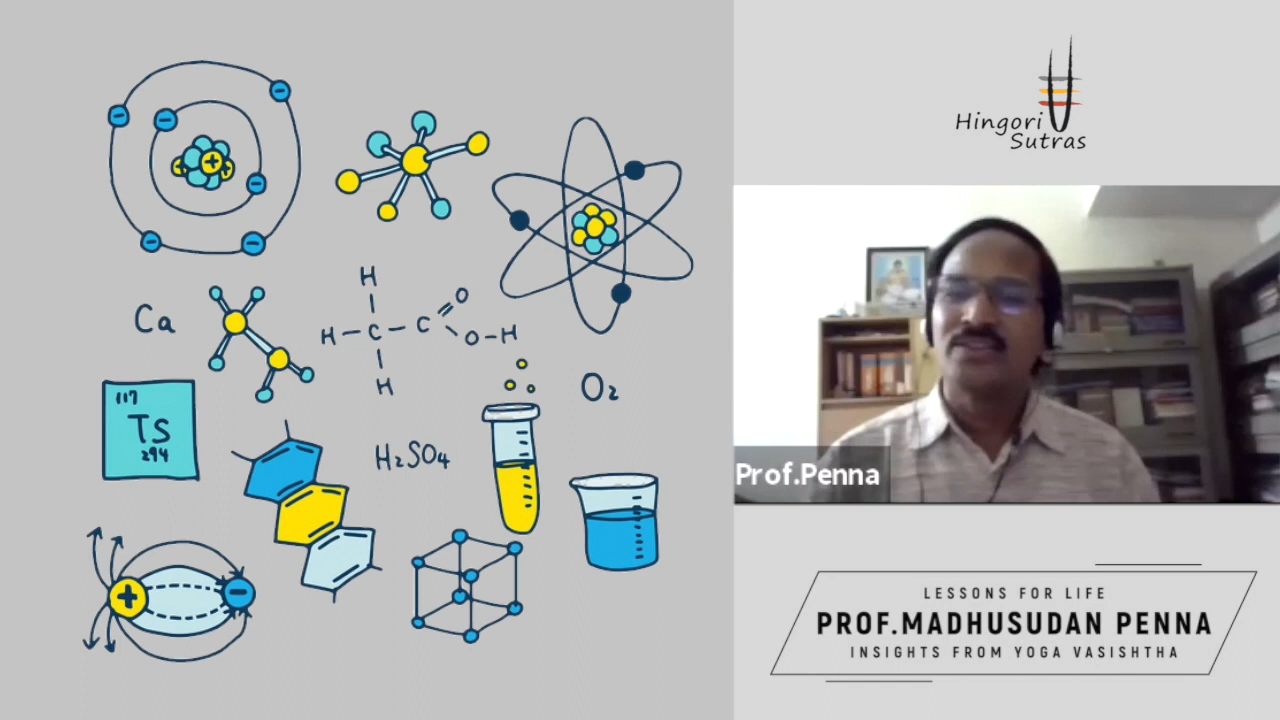 Ca
117
Ts
294
H
H-C-C
O
O-H
H
H₂SO₄
O₂
Hingori
Sutras
Prof.Penna
LESSONS FOR LIFE
PROF.MADHUSUDAN PENNA
INSIGHTS FROM YOGA VASISHTHA